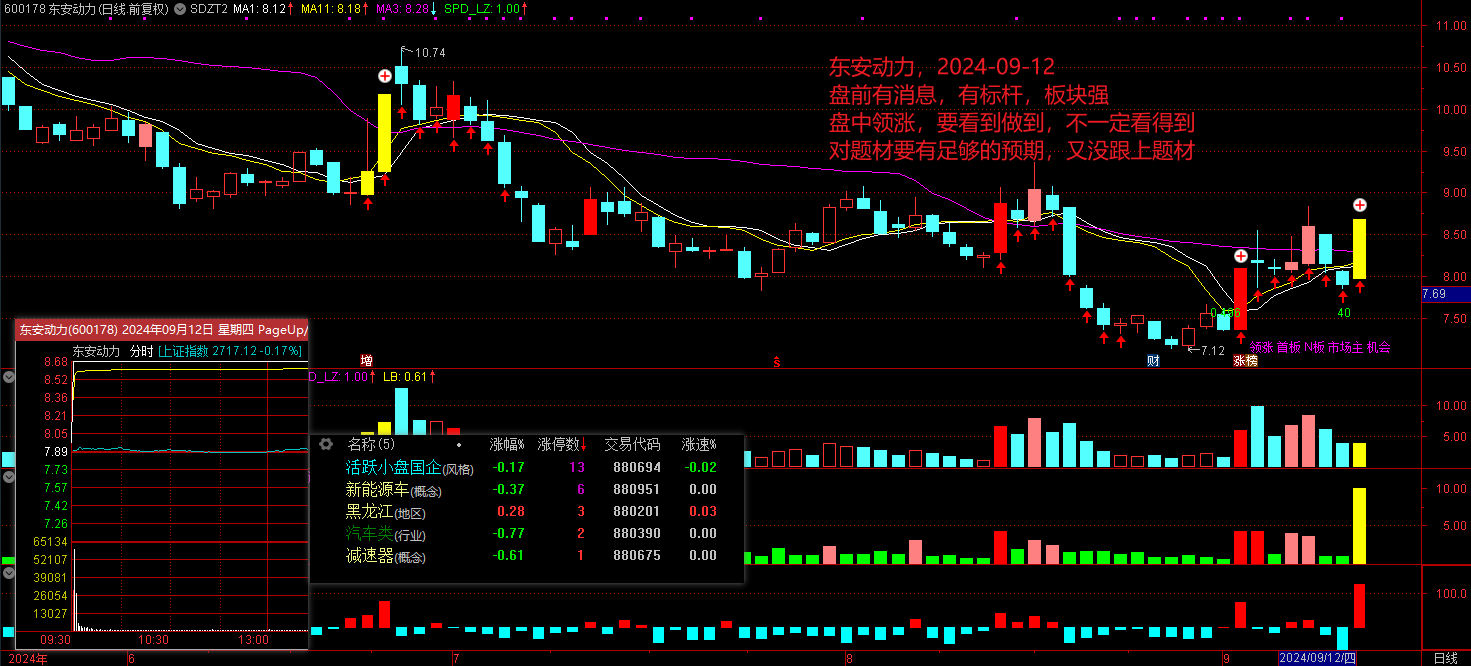 600178 东安动力(日线.前复权) SDZT2 MA1: 8.12↑ MA11: 8.18↑ MA3: 8.28↓ SPD_LZ: 1.00↑
11.00
10.50
10.00
9.50
9.00
8.50
8.00
7.69
7.50
10.74
东安动力，2024-09-12
盘前有消息，有标杆，板块强
盘中领涨，要看到做到，不一定看得到
对题材要有足够的预期，又没跟上题材
40
7.12
领涨 首板 N板 市场主 机会
增
财
涨榜
东安动力(600178) 2024年09月12日 星期四 PageUp/
东安动力 分时 [上证指数 2717.12 -0.17%]
8.68
8.52
8.36
8.21
8.05
7.89
7.73
7.57
7.42
7.26
65134
52107
39081
26054
13027
09:30 10:30 13:00
D_LZ: 1.00↑ LB: 0.61↑
10.00
5.00
名称(5) 涨幅% 涨停数↓ 交易代码 涨速%
活跃小盘国企(风格) -0.17 13 880694 -0.02
新能源车(概念) -0.37 6 880951 0.00
黑龙江(地区) 0.28 3 880201 0.03
汽车类(行业) -0.77 2 880390 0.00
减速器(概念) -0.61 1 880675 0.00
10.00
5.00
100.0
2024年 6 7 8 9 2024/09/12/四 日线